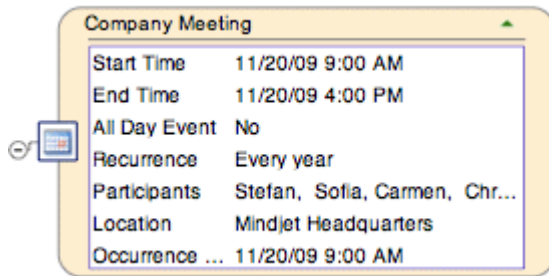 Company Meeting
Start Time 11/20/09 9:00 AM
End Time 11/20/09 4:00 PM
All Day Event No
Recurrence Every year
Participants Stefan, Sofia, Carmen, Chr...
Location Mindjet Headquarters
Occurrence ... 11/20/09 9:00 AM